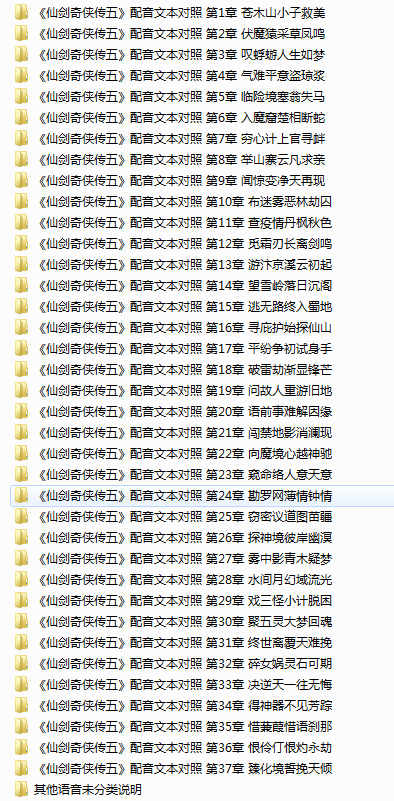 《仙剑奇侠传五》配音文本对照 第1章 苍木山小子救美
《仙剑奇侠传五》配音文本对照 第2章 伏魔猿采草凤鸣
《仙剑奇侠传五》配音文本对照 第3章 叹蜉蝣人生如梦
《仙剑奇侠传五》配音文本对照 第4章 气难平意盗琼浆
《仙剑奇侠传五》配音文本对照 第5章 临险境塞翁失马
《仙剑奇侠传五》配音文本对照 第6章 入魔窟楚相断蛇
《仙剑奇侠传五》配音文本对照 第7章 穷心计上官寻衅
《仙剑奇侠传五》配音文本对照 第8章 举山寨云凡求亲
《仙剑奇侠传五》配音文本对照 第9章 闻惊变净天再现
《仙剑奇侠传五》配音文本对照 第10章 布迷雾恶林劫囚
《仙剑奇侠传五》配音文本对照 第11章 查疫情丹枫秋色
《仙剑奇侠传五》配音文本对照 第12章 觅霜刃长离剑鸣
《仙剑奇侠传五》配音文本对照 第13章 游汴京溪云初起
《仙剑奇侠传五》配音文本对照 第14章 望雪岭落日沉阁
《仙剑奇侠传五》配音文本对照 第15章 逃无路终入蜀地
《仙剑奇侠传五》配音文本对照 第16章 寻庇护始探仙山
《仙剑奇侠传五》配音文本对照 第17章 平纷争初试身手
《仙剑奇侠传五》配音文本对照 第18章 破雷劫渐显锋芒
《仙剑奇侠传五》配音文本对照 第19章 问故人重游旧地
《仙剑奇侠传五》配音文本对照 第20章 语前事难解因缘
《仙剑奇侠传五》配音文本对照 第21章 闯禁地影消澜现
《仙剑奇侠传五》配音文本对照 第22章 向魔境心越神驰
《仙剑奇侠传五》配音文本对照 第23章 窥命络人意天意
《仙剑奇侠传五》配音文本对照 第24章 勘罗网薄情钟情
《仙剑奇侠传五》配音文本对照 第25章 窃密议道图苗疆
《仙剑奇侠传五》配音文本对照 第26章 探神境彼岸幽溟
《仙剑奇侠传五》配音文本对照 第27章 雾中影青木疑梦
《仙剑奇侠传五》配音文本对照 第28章 水间月幻域流光
《仙剑奇侠传五》配音文本对照 第29章 戏三怪小计脱困
《仙剑奇侠传五》配音文本对照 第30章 聚五灵大梦回魂
《仙剑奇侠传五》配音文本对照 第31章 终世离覆天难挽
《仙剑奇侠传五》配音文本对照 第32章 碎女娲灵石可期
《仙剑奇侠传五》配音文本对照 第33章 决逆天一往无悔
《仙剑奇侠传五》配音文本对照 第34章 得神器不见芳踪
《仙剑奇侠传五》配音文本对照 第35章 惜蒹葭惜语刹那
《仙剑奇侠传五》配音文本对照 第36章 恨伶仃恨灼永劫
《仙剑奇侠传五》配音文本对照 第37章 蓬化境誓挽天倾
其他语音未分类说明